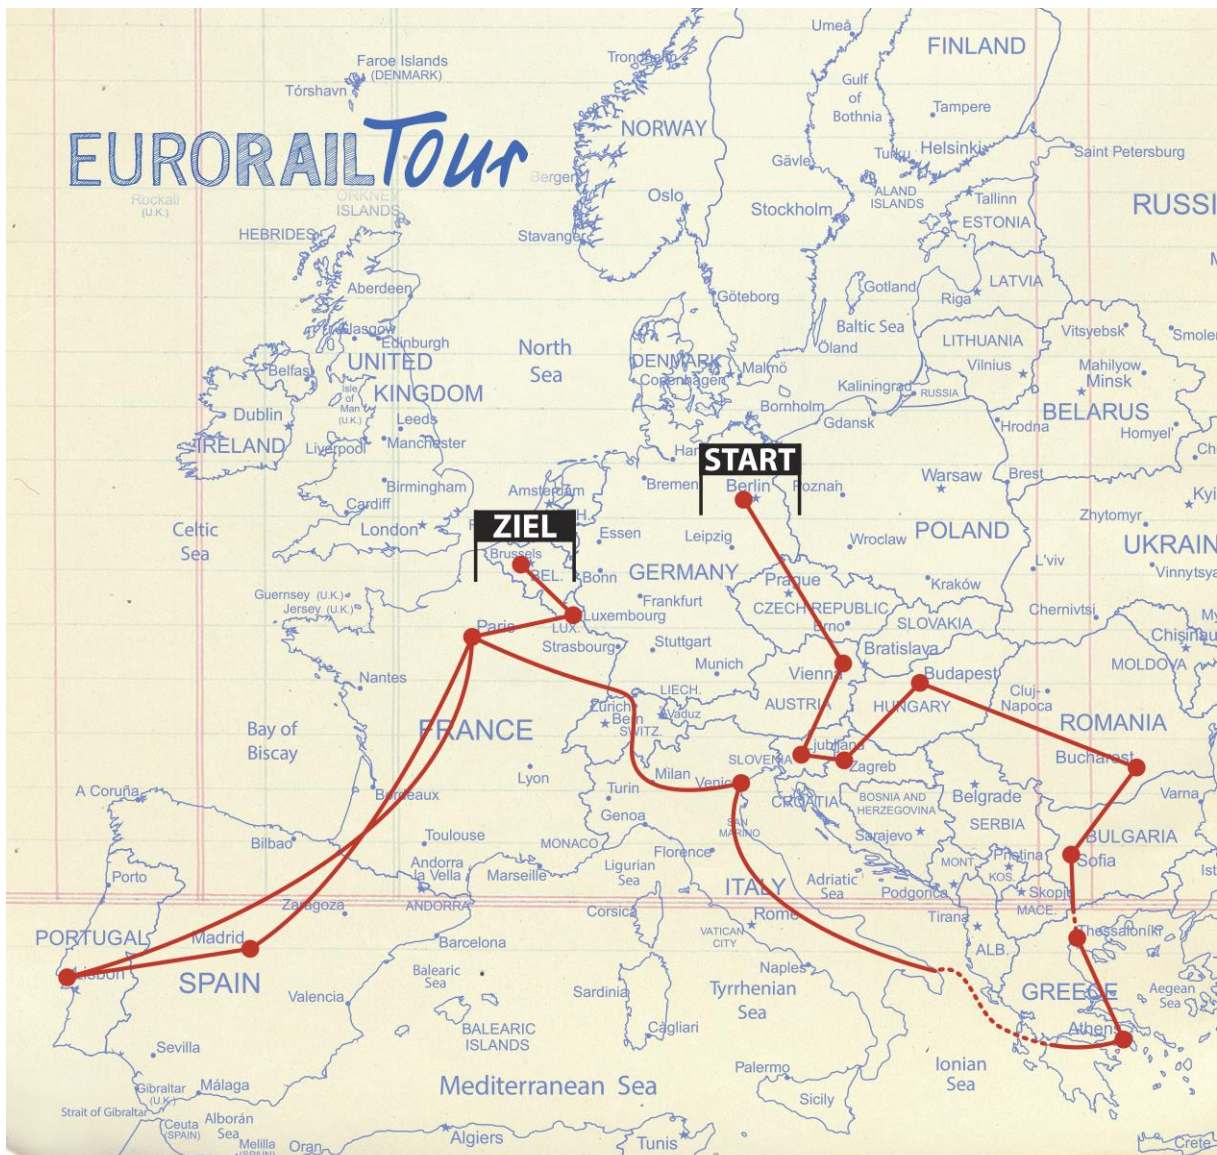 Umeå
FINLAND
Faroe Islands
(DENMARK)
Trondheim
Tórshavn
Gulf
of
Bothnia
Tampere
EURORAILTour
NORWAY
Gävle
Turku
Helsinki
Saint Petersburg
Bergen
Rockall
(U.K.)
ORKNEY
ISLANDS
Oslo
ALAND
ISLANDS
Tallinn
Stockholm
ESTONIA
HEBRIDES
Stavanger
Aberdeen
Göteborg
Gotland
LATVIA
Riga
Glasgow
Edinburgh
Baltic Sea
Vitsyebsk
UNITED
KINGDOM
North
Sea
DENMARK
Copenhagen
Malmö
Öland
LITHUANIA
Vilnius
Mahilyow
Minsk
Isle
of
Man
(U.K.)
Dublin
IRELAND
Leeds
Liverpool
Manchester
Bornholm
Kaliningrad
RUSSIA
Gdansk
BELARUS
Hrodna
Homyel'
START
Birmingham
Cardiff
London
Amsterdam
Bremen
Berlin
Poznań
Warsaw
Brest
Celtic
Sea
ZIEL
Essen
Leipzig
Wroclaw
POLAND
Zhytomyr
Brussels
BEL.
Bonn
GERMANY
Prague
Kraków
L'viv
Guernsey (U.K.)
Jersey (U.K.)
Frankfurt
CZECH REPUBLIC
Brno
SLOVAKIA
Chernivtsi
Paris
Luxembourg
LUX.
Strasbourg
Stuttgart
Munich
Vienna
Bratislava
Budapest
MOLDOVA
Nantes
LIECH.
Zürich
Vaduz
Bern
SWITZ.
AUSTRIA
HUNGARY
Cluj-
Napoca
ROMANIA
Bay of
Biscay
FRANCE
Lyon
Milan
Turin
Venice
SLOVENIA
Ljubljana
Zagreb
Bucharest
A Coruña
Bordeaux
CROATIA
BOSNIA AND
HERZEGOVINA
Belgrade
Varna
Genoa
SAN
MARINO
Sarajevo
SERBIA
BULGARIA
Bilbao
Toulouse
MONACO
Florence
Porto
Andorra
la Vella
Marseille
Ligurian
Sea
MONT.
Pristina
KOS.
Sofia
ITALY
Adriatic
Sea
Podgorica
Skopje
MACE.
Zaragoza
ANDORRA
Corsica
Rome
Tirana
PORTUGAL
Madrid
Barcelona
VATICAN
CITY
ALB.
Thessaloniki
Lisbon
SPAIN
Balearic
Sea
Naples
Valencia
Sardinia
Tyrrhenian
Sea
GREECE
Aegean
Sea
BALEARIC
ISLANDS
Cagliari
Athens
Sevilla
Palermo
Ionian
Sea
Gibraltar
(U.K.)
Málaga
Mediterranean Sea
Sicily
Strait of Gibraltar
Ceuta
(SPAIN)
Alborán
Sea
Melilla
(SPAIN)
Oran
Algiers
Tunis
Crete